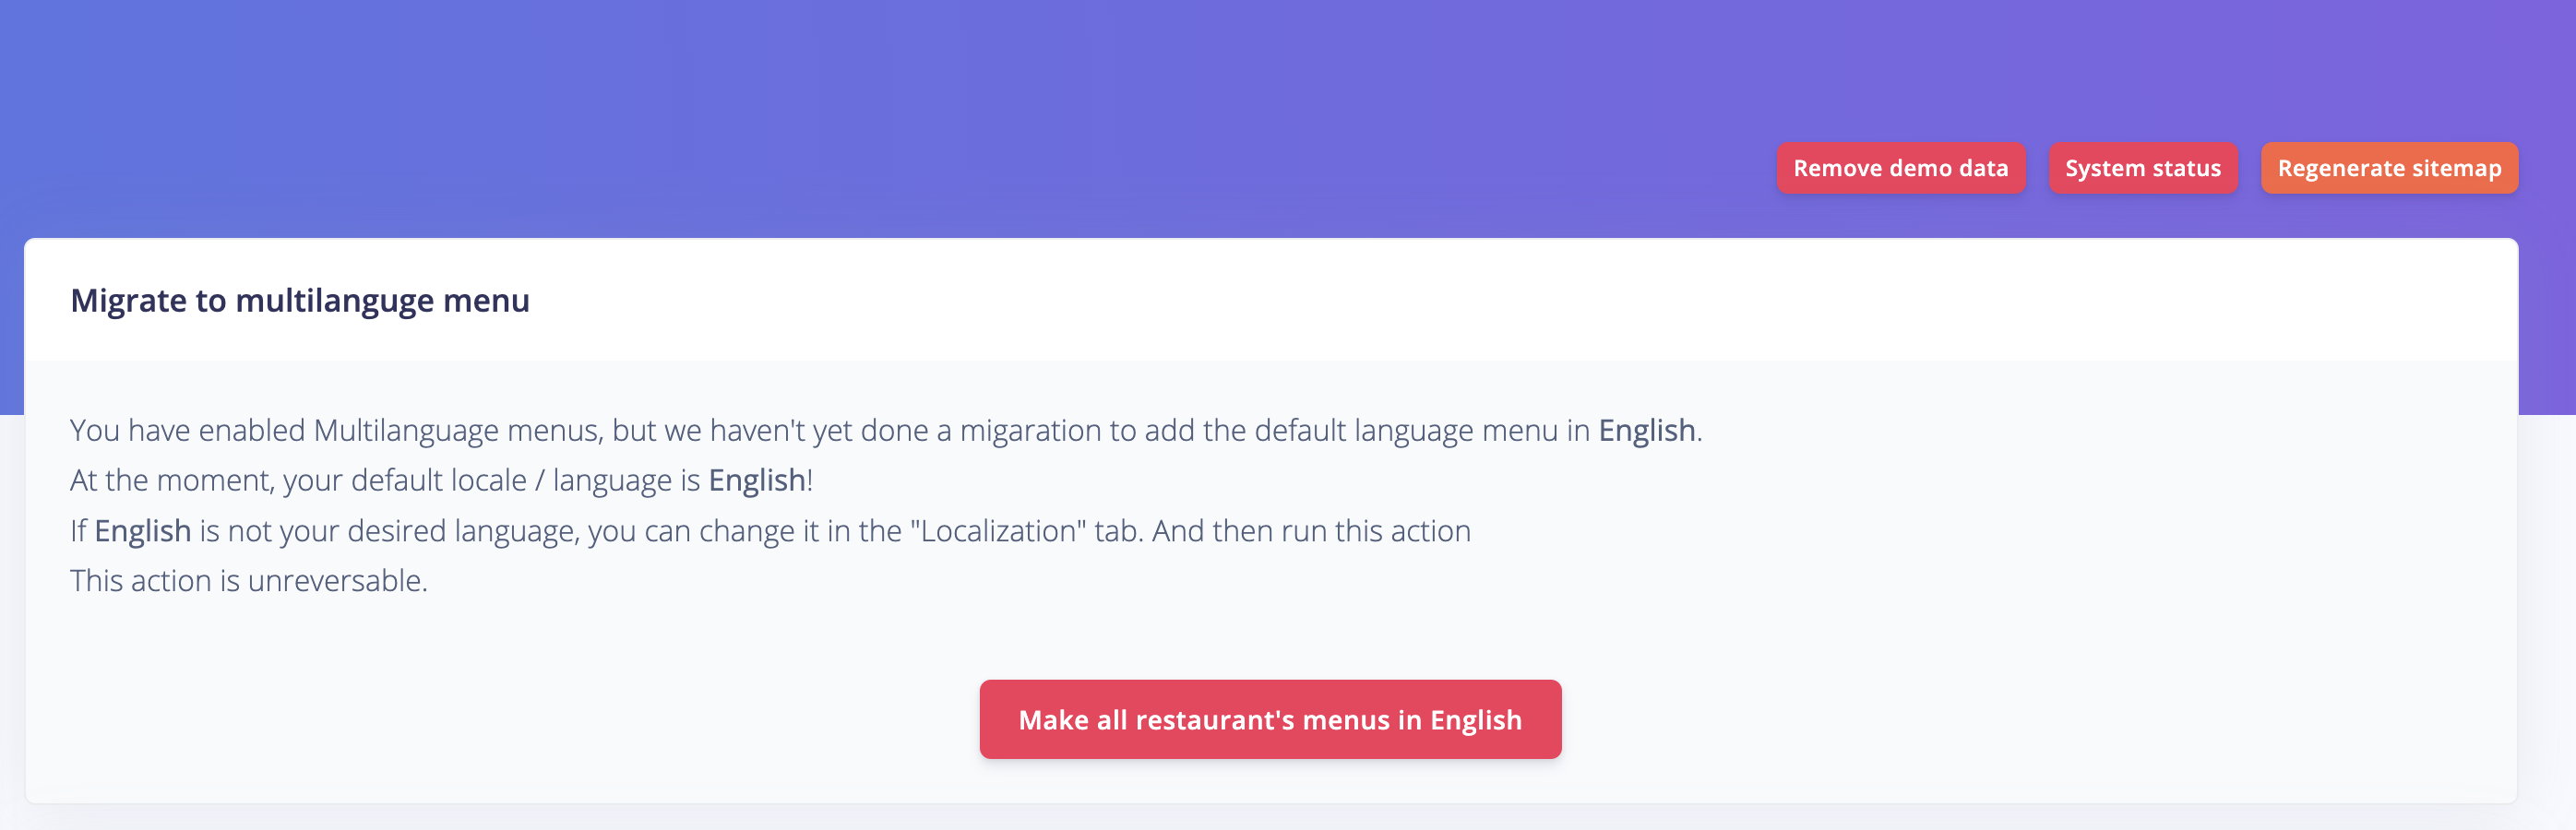 Remove demo data
System status
Regenerate sitemap
Migrate to multilanguge menu
You have enabled Multilanguage menus, but we haven't yet done a migaration to add the default language menu in English.
At the moment, your default locale / language is English!
If English is not your desired language, you can change it in the "Localization" tab. And then run this action
This action is unreversable.
Make all restaurant's menus in English